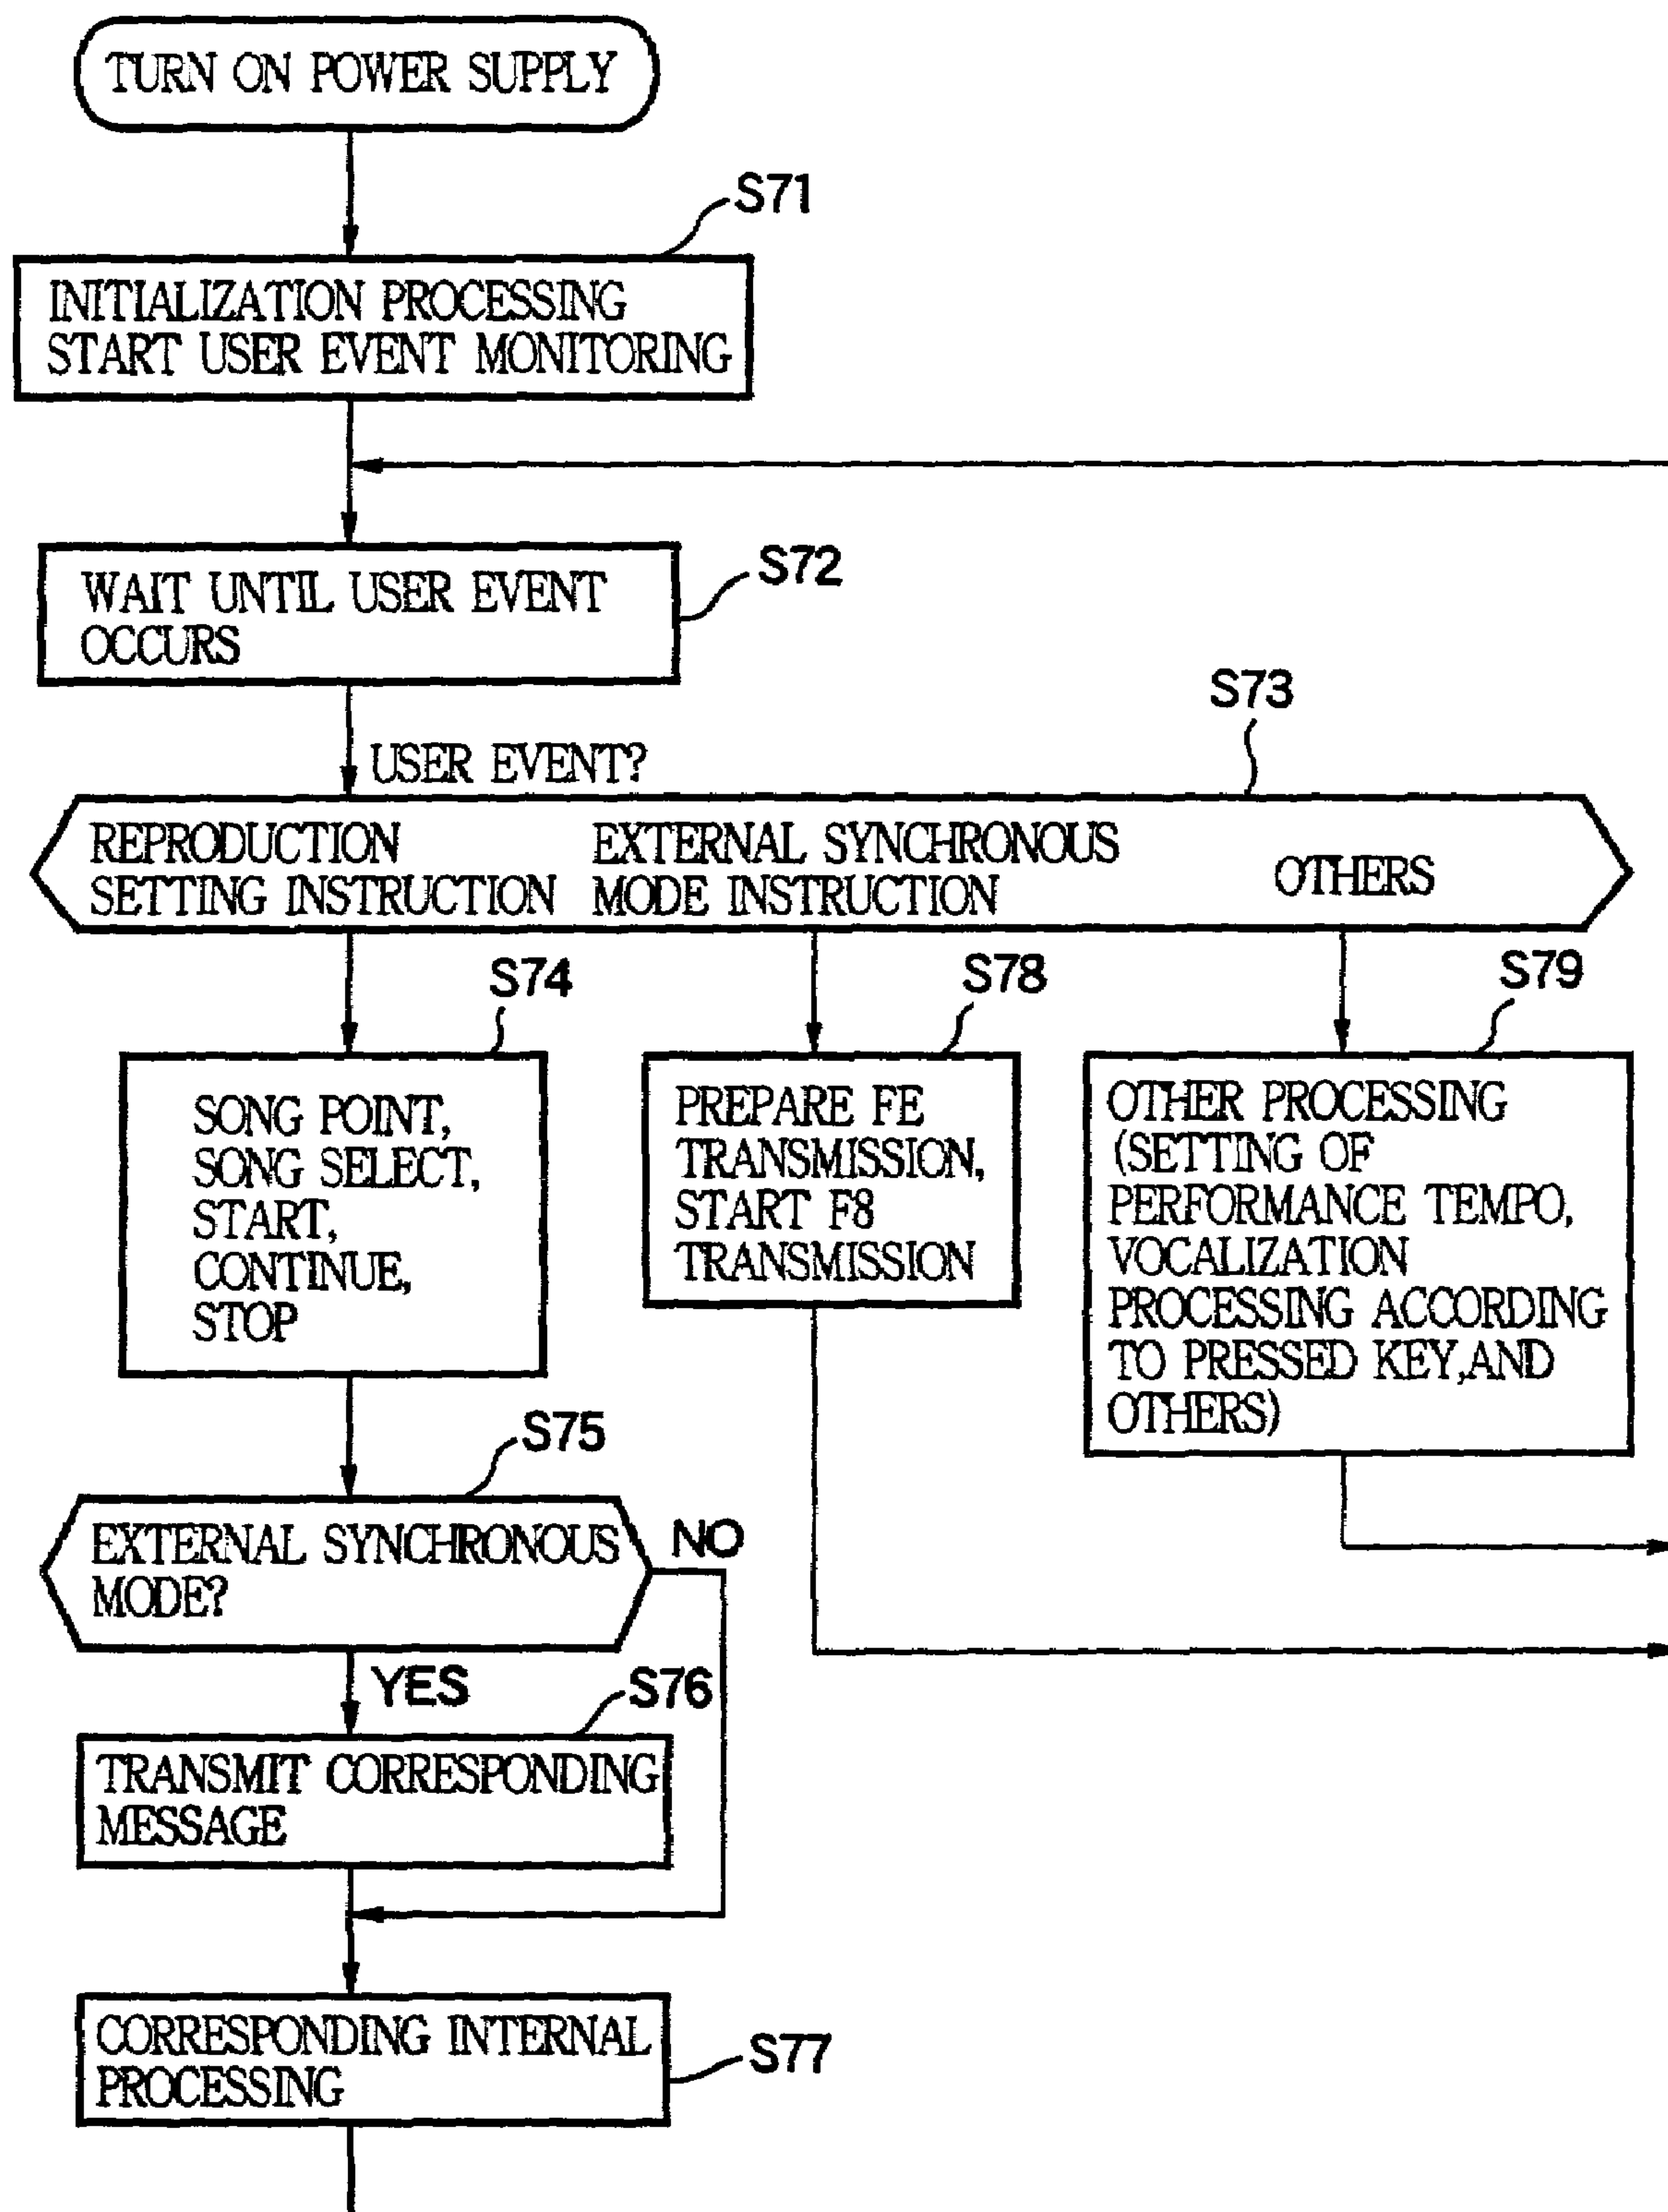 TURN ON POWER SUPPLY
S71
INITIALIZATION PROCESSING
START USER EVENT MONITORING
S72
WAIT UNTIL USER EVENT
OCCURS
S73
USER EVENT?
REPRODUCTION
SETTING INSTRUCTION
EXTERNAL SYNCHRONOUS
MODE INSTRUCTION
OTHERS
S74
SONG POINT,
SONG SELECT,
START,
CONTINUE,
STOP
S78
PREPARE FE
TRANSMISSION,
START F8
TRANSMISSION
S79
OTHER PROCESSING
(SETTING OF
PERFORMANCE TEMPO,
VOCALIZATION
PROCESSING ACCORDING
TO PRESSED KEY,AND
OTHERS)
S75
EXTERNAL SYNCHRONOUS
MODE?
NO
YES
S76
TRANSMIT CORRESPONDING
MESSAGE
CORRESPONDING INTERNAL
PROCESSING
S77